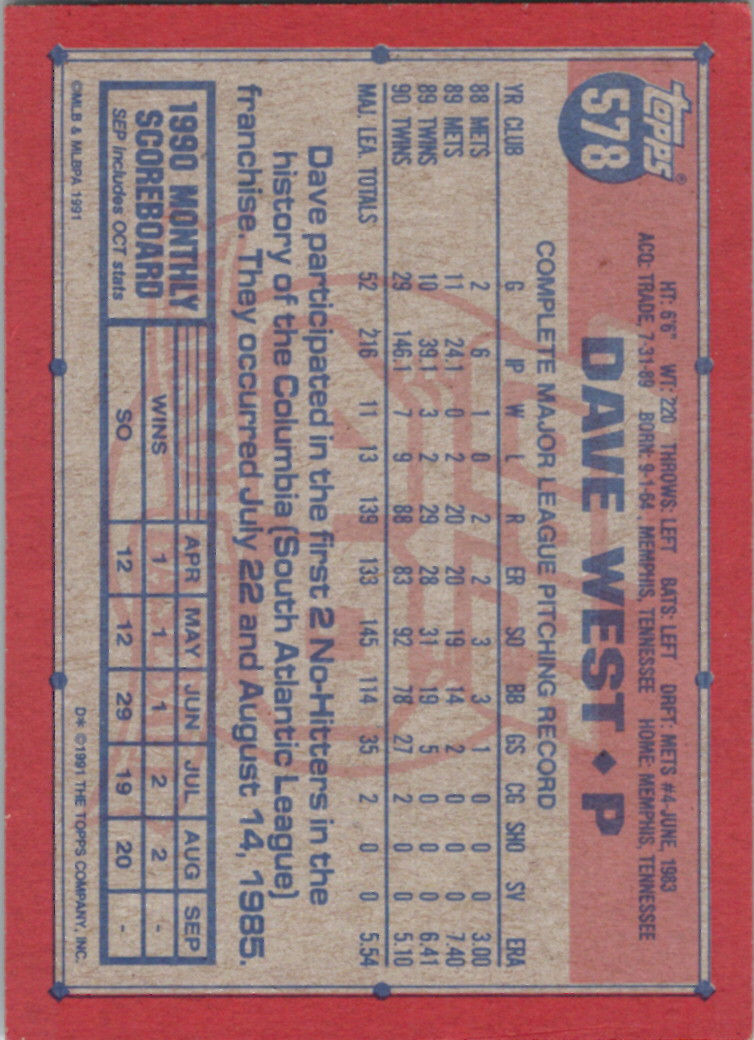 topps®
578
HT: 6'6" WT: 220 THROWS: LEFT BATS: LEFT DRFT: METS #4-JUNE, 1983
ACQ: TRADE, 7-31-89 BORN: 9-1-64, MEMPHIS, TENNESSEE HOME: MEMPHIS, TENNESSEE
DAVE WEST ◆ P
COMPLETE MAJOR LEAGUE PITCHING RECORD
YR CLUB G IP W L R ER SO BB GS CG SHO SV ERA
88 METS 2 6 1 0 2 2 3 3 1 0 0 0 3.00
89 METS 11 24.1 0 2 20 20 19 14 2 0 0 0 7.40
89 TWINS 10 39.1 3 2 29 28 31 19 5 0 0 0 6.41
90 TWINS 29 146.1 7 9 88 83 92 78 27 2 0 0 5.10
MAJ. LEA. TOTALS 52 216 11 13 139 133 145 114 35 2 0 0 5.54
Dave participated in the first 2 No-Hitters in the
history of the Columbia (South Atlantic League)
franchise. They occurred July 22 and August 14, 1985.
1990 MONTHLY
SCOREBOARD
SEP includes OCT stats
APR MAY JUN JUL AUG SEP
WINS 1 1 1 2 2 -
SO 12 12 29 19 20 -
©MLB & MLBPA 1991
D* ©1991 THE TOPPS COMPANY, INC.